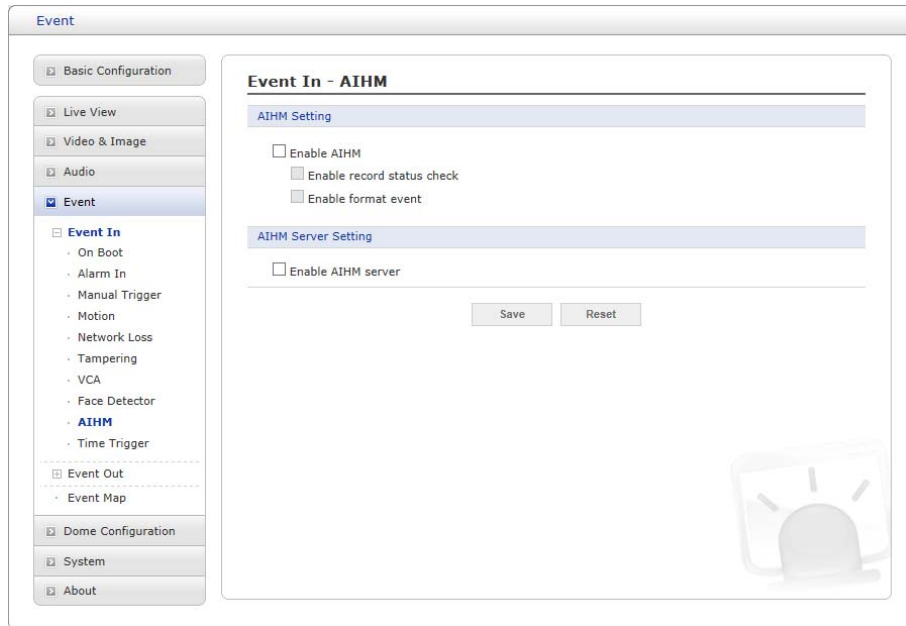 Event
Basic Configuration
Live View
Video & Image
Audio
Event
Event In
On Boot
Alarm In
Manual Trigger
Motion
Network Loss
Tampering
VCA
Face Detector
AIHM
Time Trigger
Event Out
Event Map
Dome Configuration
System
About
Event In - AIHM
AIHM Setting
Enable AIHM
Enable record status check
Enable format event
AIHM Server Setting
Enable AIHM server
Save Reset